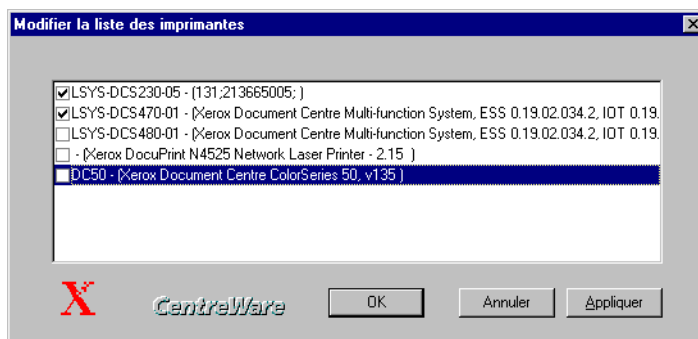 Modifier la liste des imprimantes
LSYS-DCS230-05 - (131;213665005; )
LSYS-DCS470-01 - (Xerox Document Centre Multi-function System, ESS 0.19.02.034.2, IOT 0.19.
LSYS-DCS480-01 - (Xerox Document Centre Multi-function System, ESS 0.19.02.034.2, IOT 0.19.
- (Xerox DocuPrint N4525 Network Laser Printer - 2.15 )
DC50 - (Xerox Document Centre ColorSeries 50, v135 )
X CentreWare OK Annuler Appliquer